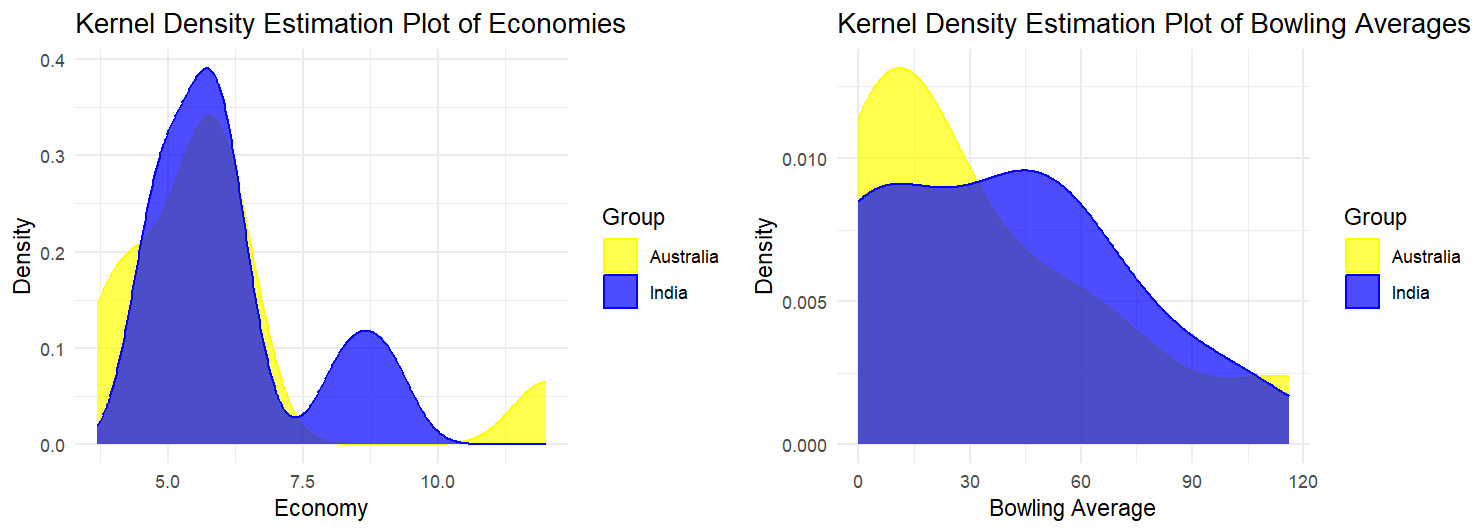 Kernel Density Estimation Plot of Economies
0.4
0.3
0.2
0.1
0.0
Density
5.0 7.5 10.0
Economy
Group
Australia
India
Kernel Density Estimation Plot of Bowling Averages
0.010
0.005
0.000
Density
0 30 60 90 120
Bowling Average
Group
Australia
India